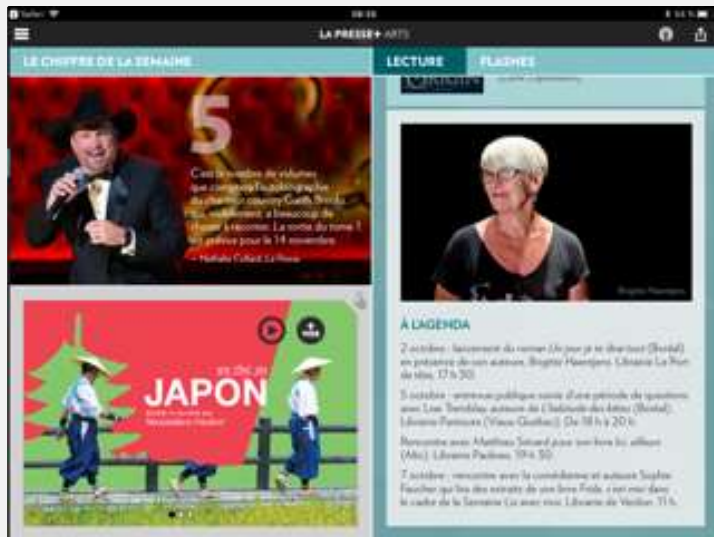 LA PRESSE+ ARTS
LE CHIFFRE DE LA SEMAINE
LECTURE
FLASHES
5
C'est le nombre de volumes
que comptera l'autobiographie
du chanteur country Garth Brooks
qui, visiblement, a beaucoup de
choses à raconter. La sortie du tome 1
est prévue pour le 14 novembre.
— Nathalie Collard, La Presse
JAPON
ORIGIN
Brigitte Haentjens
À L'AGENDA
2 octobre : lancement du roman Un jour je te dirai tout (Boréal)
en présence de son auteure, Brigitte Haentjens. Librairie Le Port
de tête, 17 h 30.
5 octobre : entrevue publique suivie d'une période de questions
avec Lise Tremblay, auteure de L'habitude des bêtes (Boréal).
Librairie Pantoute (Vieux-Québec). De 18 h à 20 h.
Rencontre avec Matthieu Simard pour son livre Ici, ailleurs
(Alto). Librairie Paulines, 19 h 30.
7 octobre : rencontre avec la comédienne et auteure Sophie
Faucher qui lira des extraits de son livre Frida, c'est moi dans
le cadre de la Semaine Lis avec moi. Librairie de Verdun. 11 h.